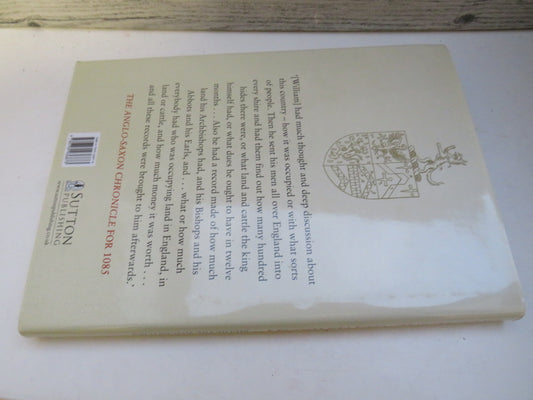 '[William] had much thought and deep discussion about
this country – how it was occupied or with what sorts
of people. Then he sent his men all over England into
every shire and had them find out how many hundred
hides there were, or what land and cattle the king
himself had, or what dues he ought to have in twelve
months . . . Also he had a record made of how much
land his Archbishops had, and his Bishops and his
Abbots and his Earls, and . . . what or how much
everybody had who was occupying land in England, in
land or cattle, and how much money it was worth . . .
and all these records were brought to him afterwards.'
THE ANGLO-SAXON CHRONICLE FOR 1085
SUTTON
PUBLISHING
www.suttonpublishing.co.uk